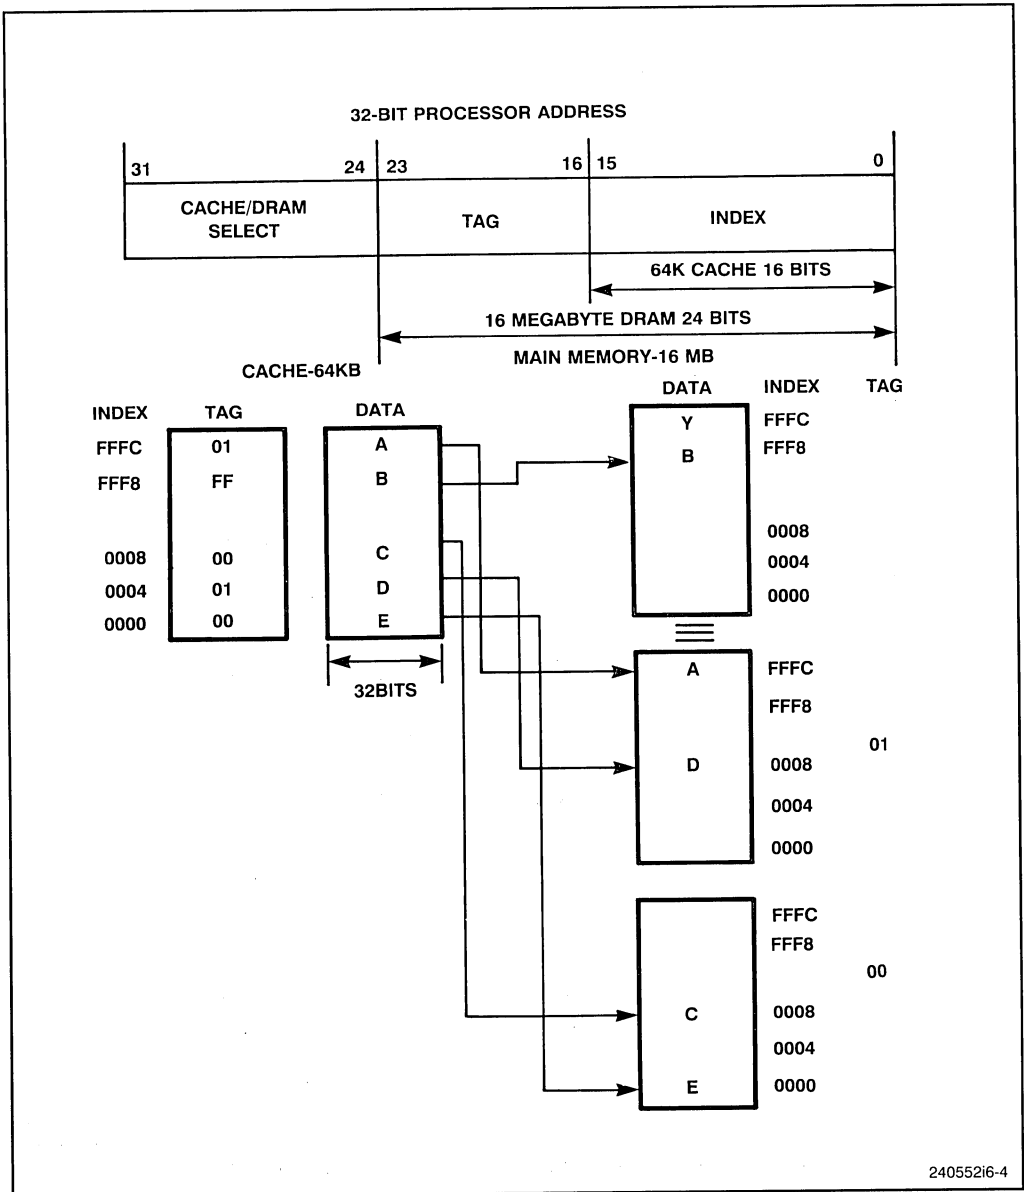 32-BIT PROCESSOR ADDRESS
31 24 23 16 15 0
CACHE/DRAM
SELECT
TAG
INDEX
64K CACHE 16 BITS
16 MEGABYTE DRAM 24 BITS
CACHE-64KB
INDEX TAG DATA
FFFC 01 A
FFF8 FF B
0008 00 C
0004 01 D
0000 00 E
32BITS
MAIN MEMORY-16 MB
DATA INDEX TAG
Y FFFC
B FFF8
0008
0004
0000
A FFFC
FFF8
01
D 0008
0004
0000
FFFC
FFF8
00
C 0008
0004
E 0000
240552i6-4